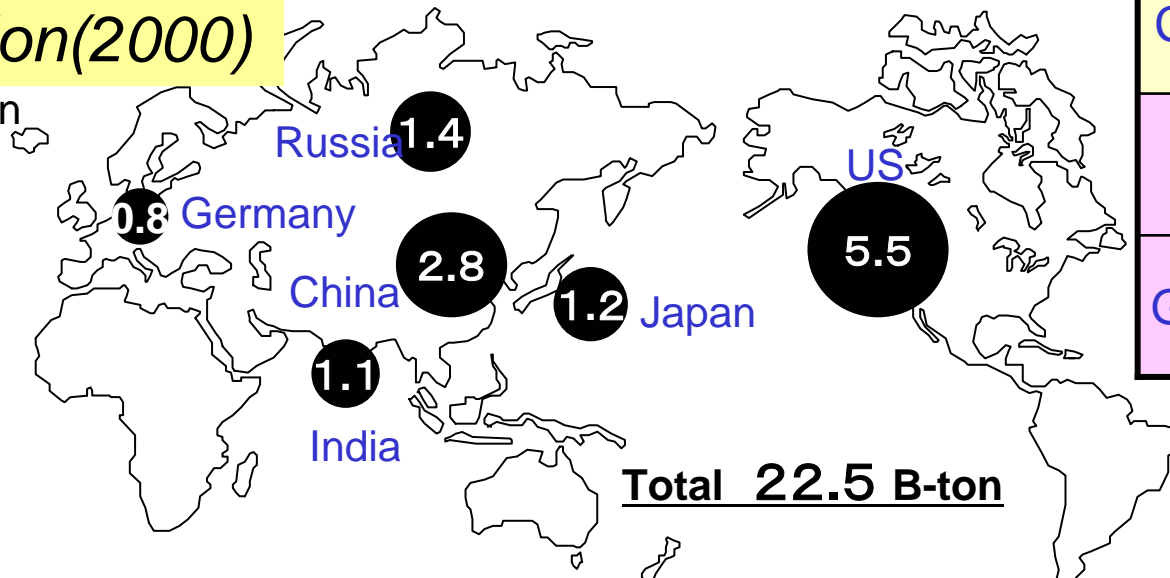 on(2000)
n
Russia 1.4
US
0.8 Germany
5.5
2.8
China
1.2 Japan
1.1
India
Total 22.5 B-ton